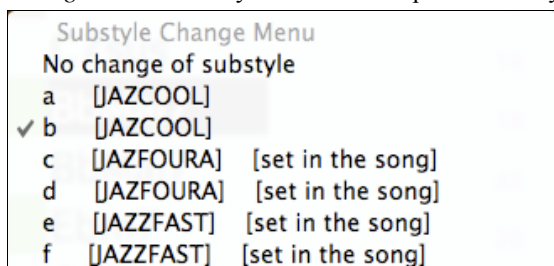 Substyle Change Menu
No change of substyle
a [JAZCOOL]
✓ b [JAZCOOL]
c [JAZFOURA] [set in the song]
d [JAZFOURA] [set in the song]
e [JAZZFAST] [set in the song]
f [JAZZFAST] [set in the song]